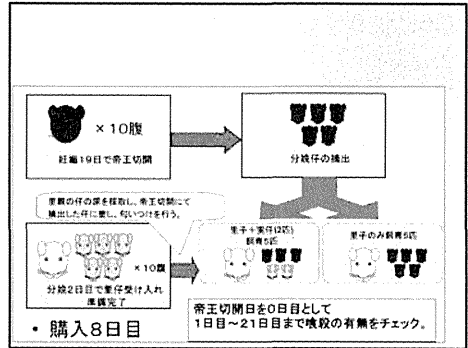 × 10腹
妊娠19日で帝王切開
分娩仔の摘出
里親の仔の尿を採取し、帝王切開にて
摘出した仔に塗し、匂いつけを行う。
× 10腹
分娩2日目で里仔受け入れ
準備完了
里子+実仔(2匹)
飼育5匹
里子のみ飼育5匹
・購入8日目
帝王切開日を0日目として
1日目～21日目まで喰殺の有無をチェック。